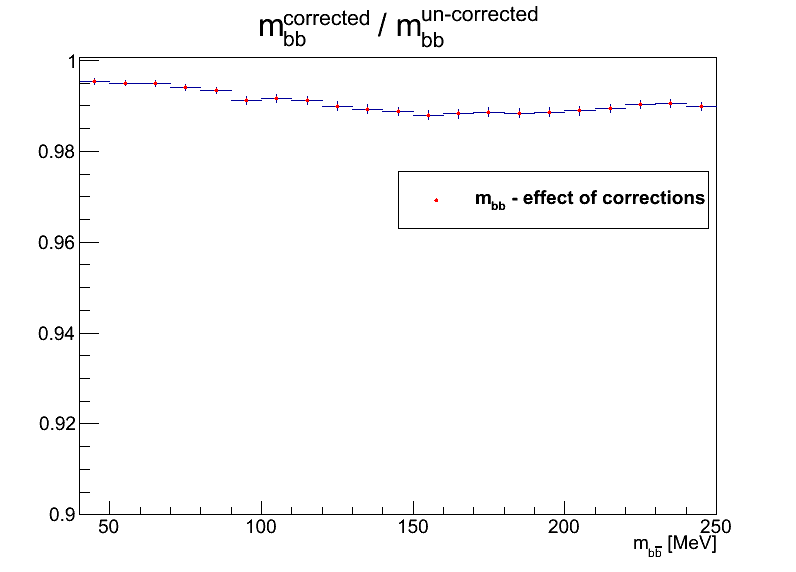 m_bb^corrected / m_bb^un-corrected
1
0.98
m_bb - effect of corrections
0.96
0.94
0.92
0.9
50 100 150 200 250
m_bb̅ [MeV]